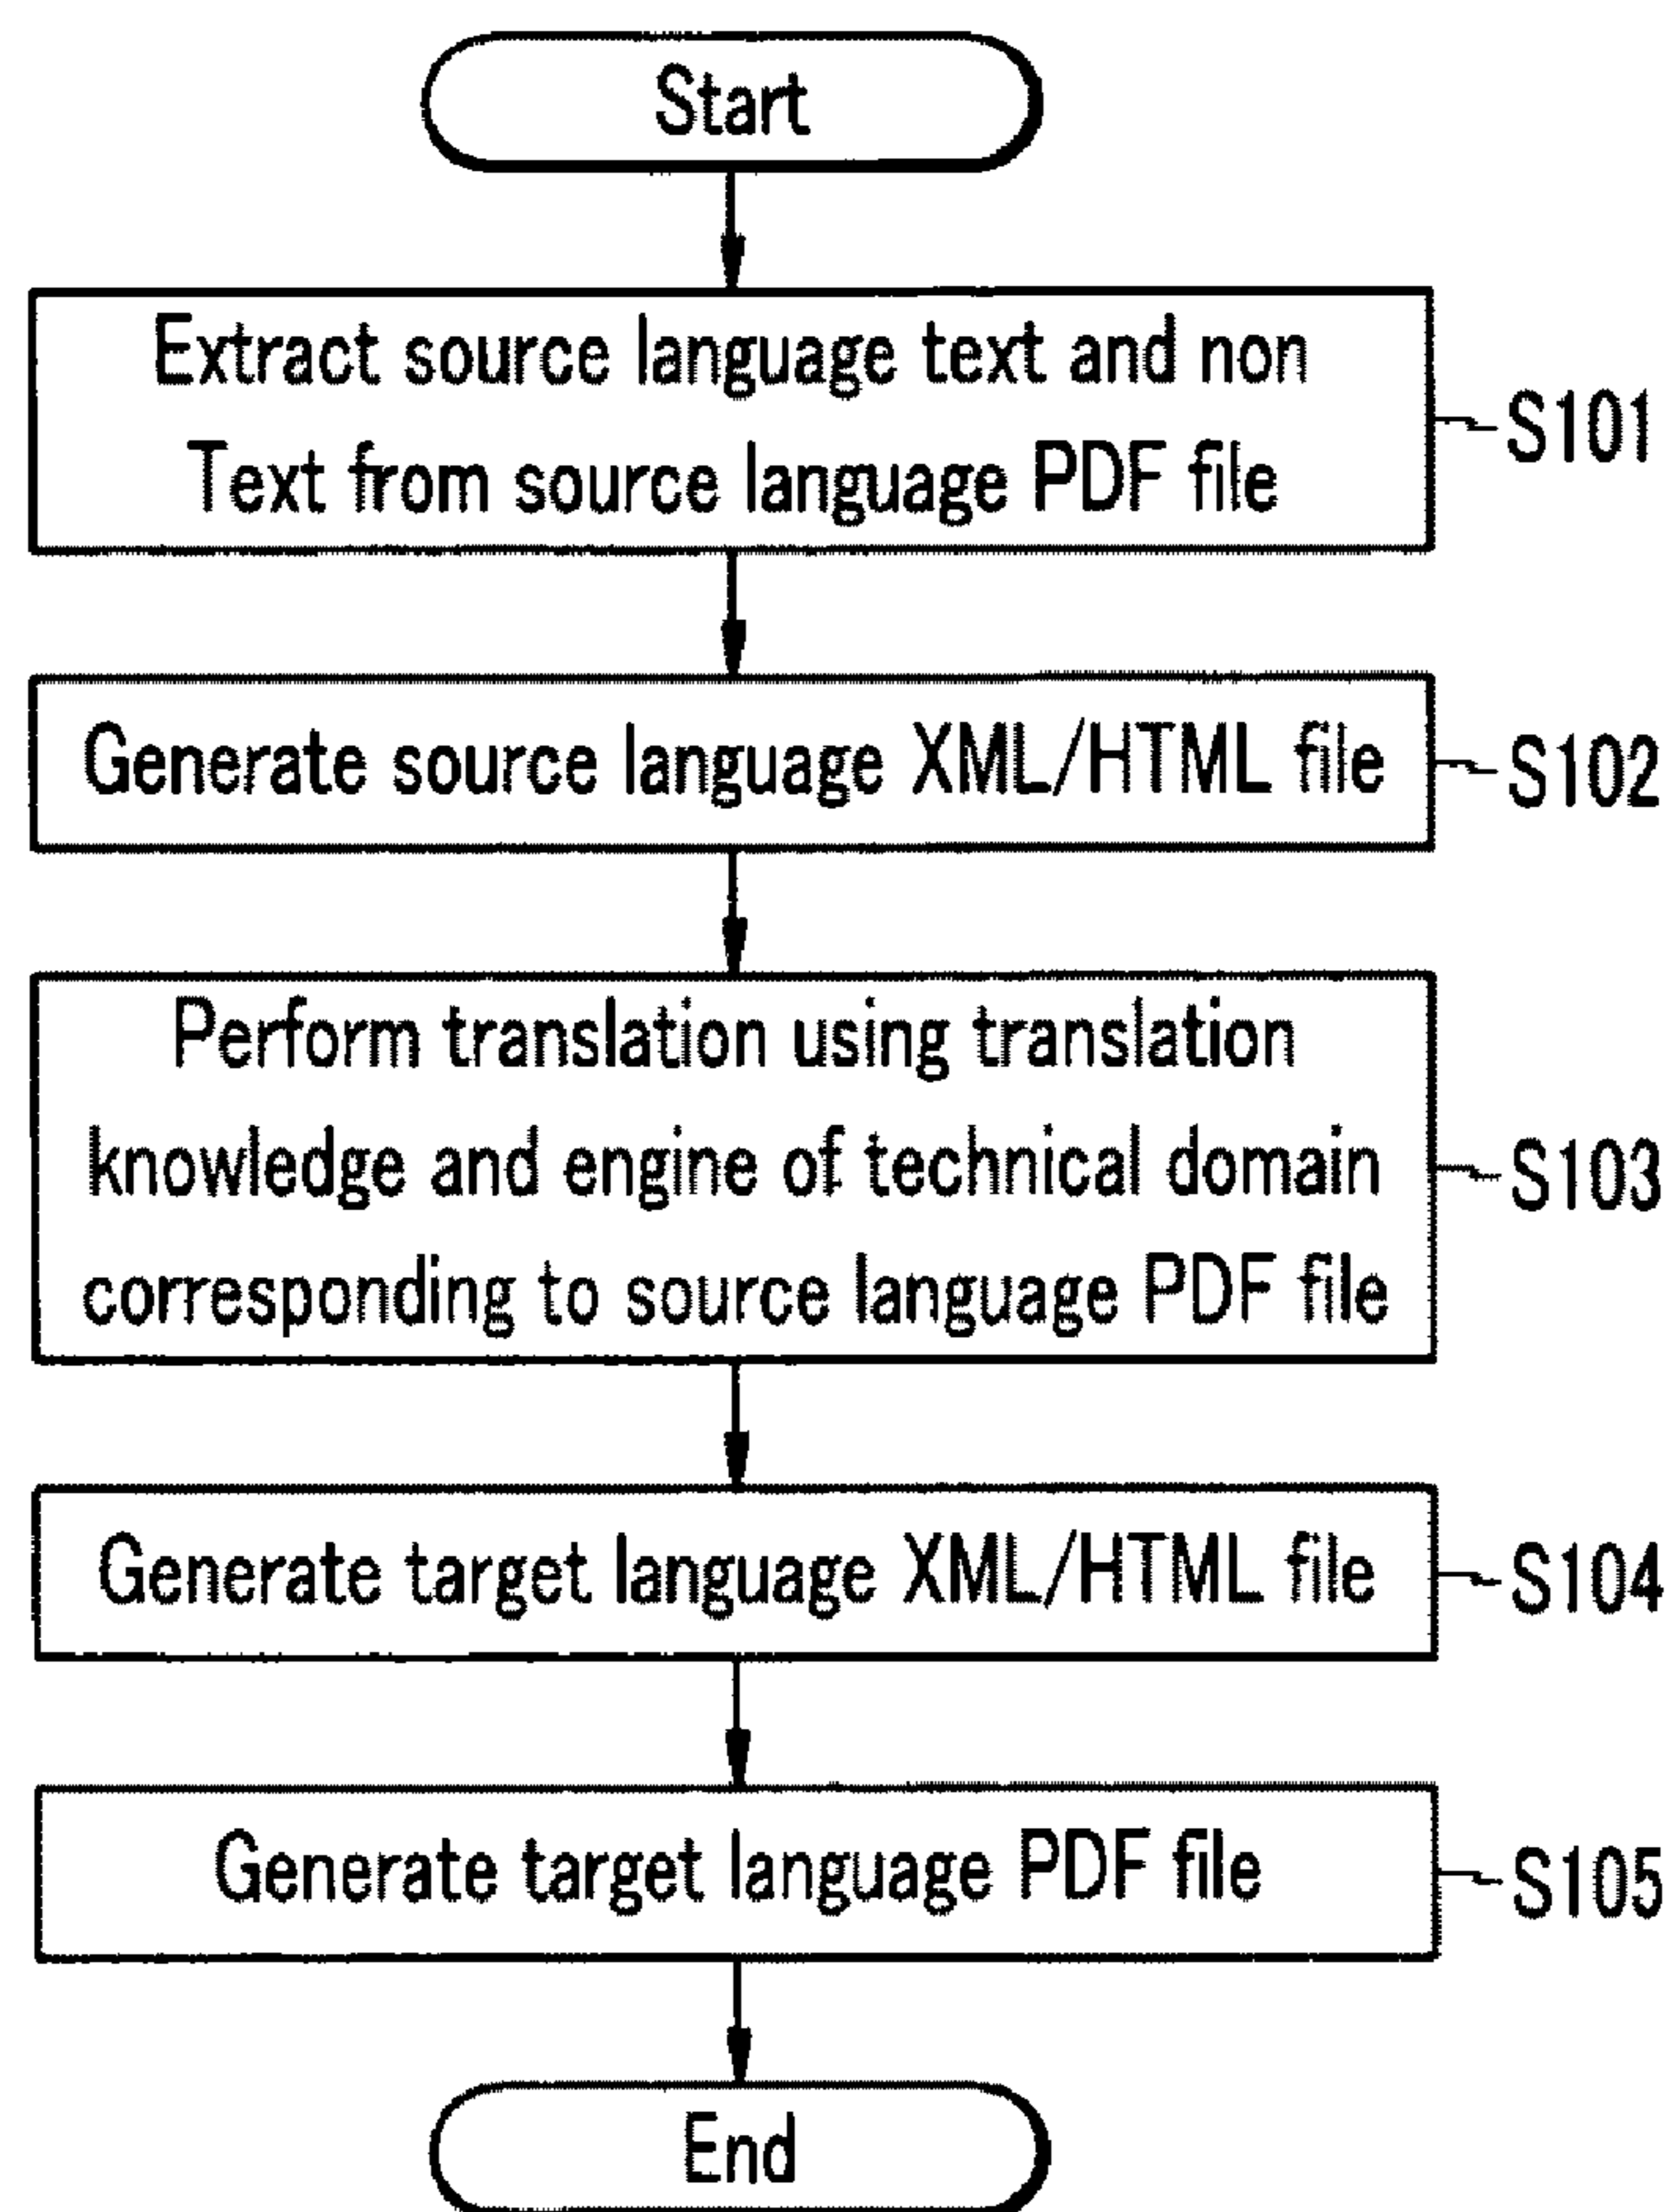 Start
Extract source language text and non
Text from source language PDF file
S101
Generate source language XML/HTML file
S102
Perform translation using translation
knowledge and engine of technical domain
corresponding to source language PDF file
S103
Generate target language XML/HTML file
S104
Generate target language PDF file
S105
End